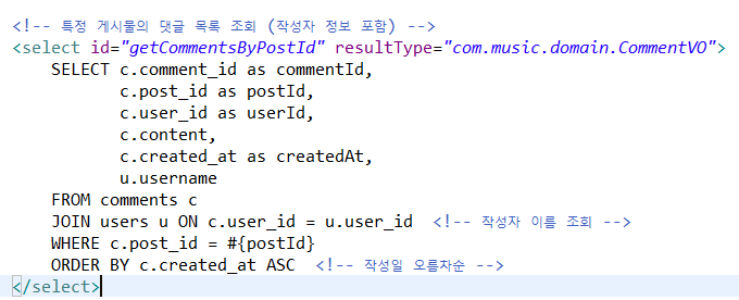 <!-- 특정 게시물의 댓글 목록 조회 (작성자 정보 포함) -->
<select id="getCommentsByPostId" resultType="com.music.domain.CommentVO">
    SELECT c.comment_id as commentId,
           c.post_id as postId,
           c.user_id as userId,
           c.content,
           c.created_at as createdAt,
           u.username
    FROM comments c
    JOIN users u ON c.user_id = u.user_id  <!-- 작성자 이름 조회 -->
    WHERE c.post_id = #{postId}
    ORDER BY c.created_at ASC  <!-- 작성일 오름차순 -->
</select>